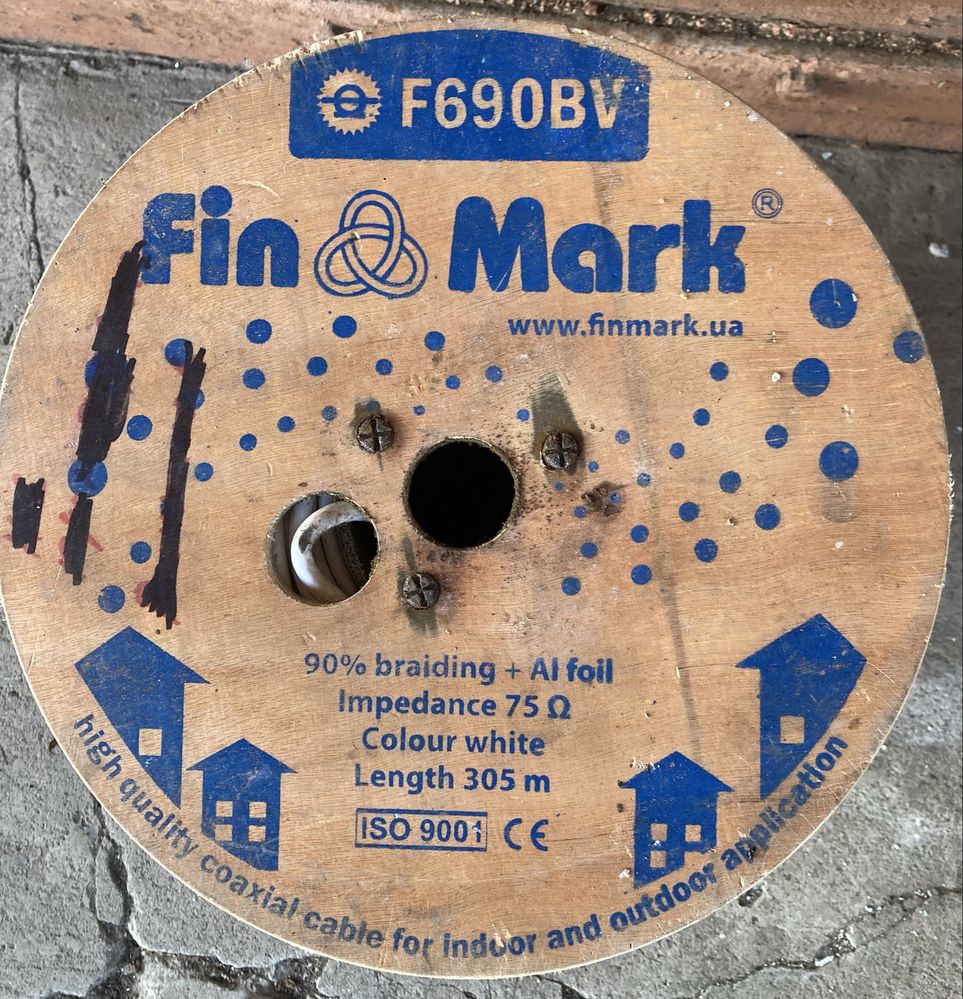 F690BV
Fin Mark ®
www.finmark.ua
90% braiding + Al foil
Impedance 75 Ω
Colour white
Length 305 m
ISO 9001 CE
high quality coaxial cable for indoor and outdoor application